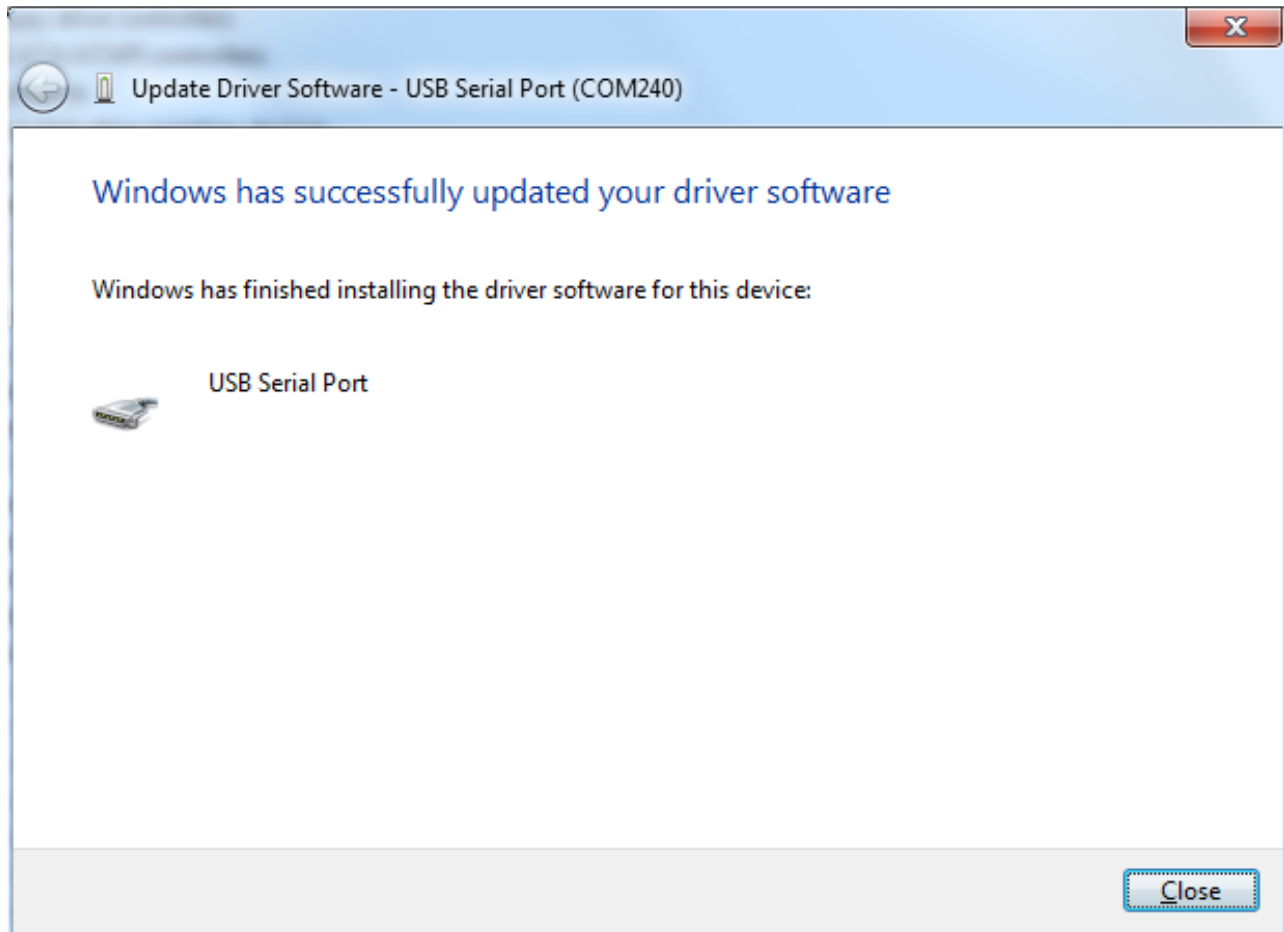 Update Driver Software - USB Serial Port (COM240)
Windows has successfully updated your driver software
Windows has finished installing the driver software for this device:
USB Serial Port
Close